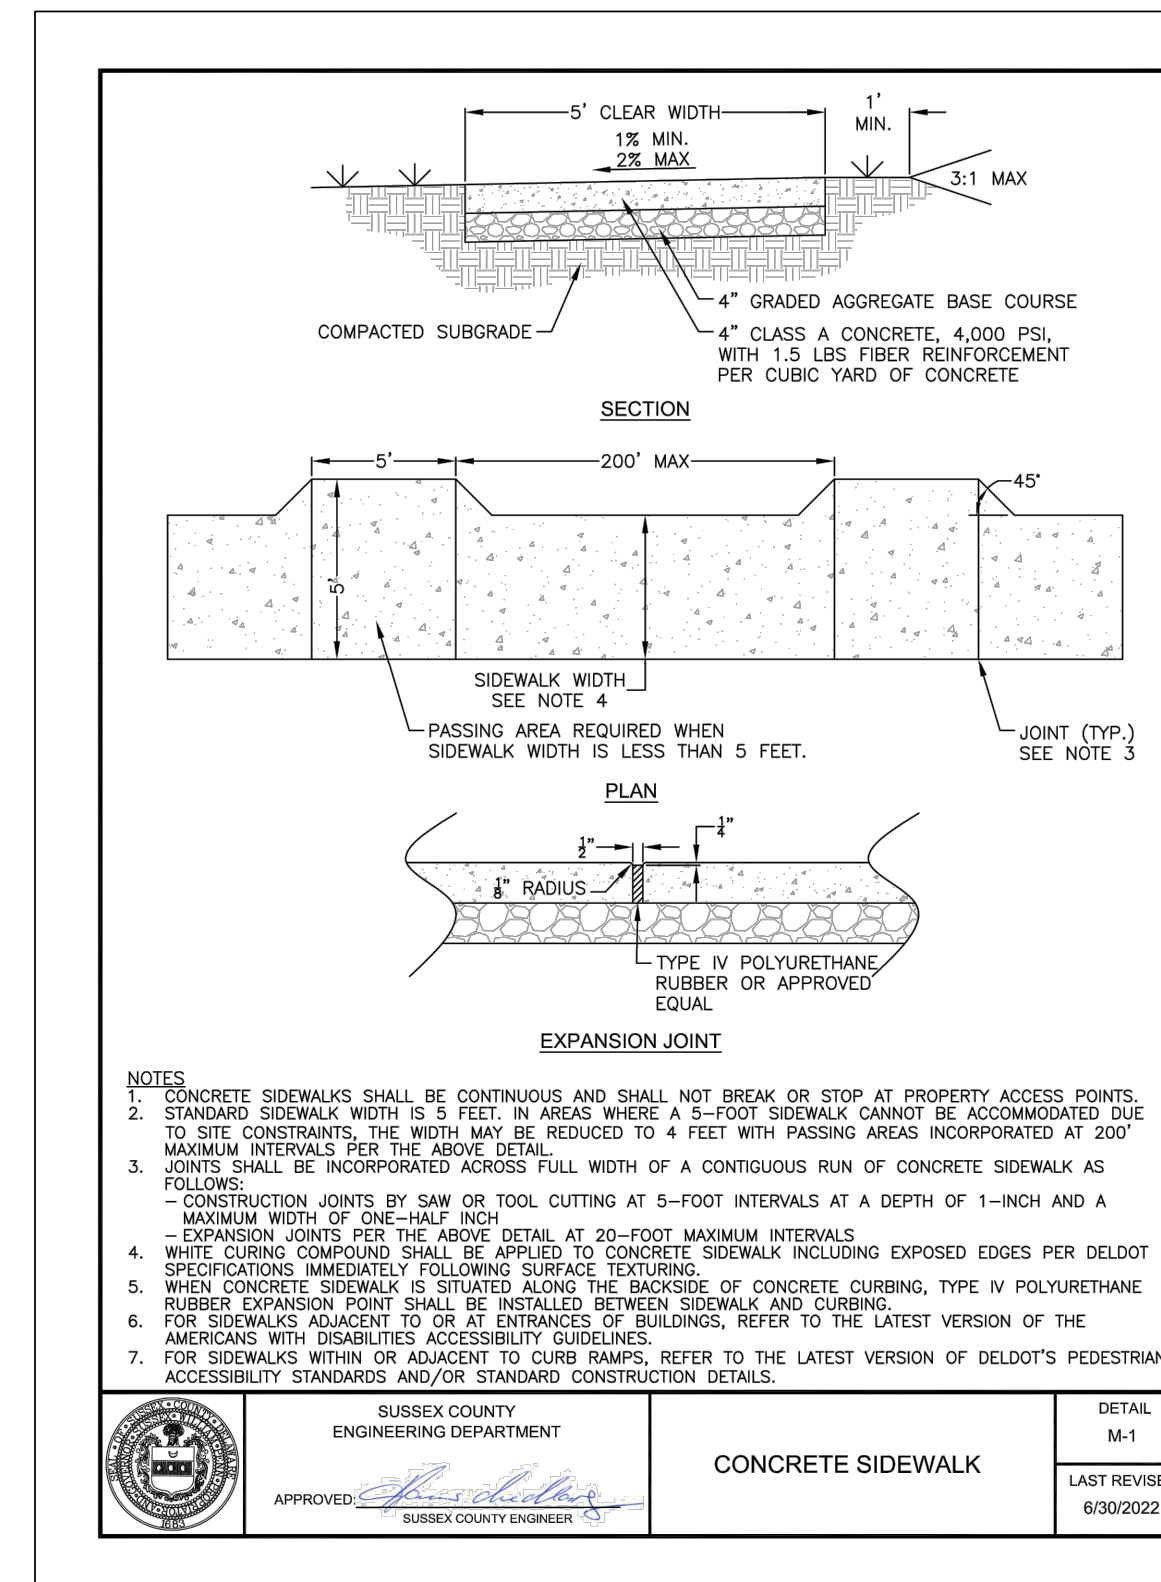 5' CLEAR WIDTH
1'
MIN.
1% MIN.
2% MAX
3:1 MAX
4" GRADED AGGREGATE BASE COURSE
COMPACTED SUBGRADE
4" CLASS A CONCRETE, 4,000 PSI,
WITH 1.5 LBS FIBER REINFORCEMENT
PER CUBIC YARD OF CONCRETE
SECTION
5'
200' MAX
45°
5'
SIDEWALK WIDTH
SEE NOTE 4
PASSING AREA REQUIRED WHEN
SIDEWALK WIDTH IS LESS THAN 5 FEET.
JOINT (TYP.)
SEE NOTE 3
PLAN
1/2"
1/4"
1/8" RADIUS
TYPE IV POLYURETHANE
RUBBER OR APPROVED
EQUAL
EXPANSION JOINT
NOTES
1. CONCRETE SIDEWALKS SHALL BE CONTINUOUS AND SHALL NOT BREAK OR STOP AT PROPERTY ACCESS POINTS.
2. STANDARD SIDEWALK WIDTH IS 5 FEET. IN AREAS WHERE A 5-FOOT SIDEWALK CANNOT BE ACCOMMODATED DUE
TO SITE CONSTRAINTS, THE WIDTH MAY BE REDUCED TO 4 FEET WITH PASSING AREAS INCORPORATED AT 200'
MAXIMUM INTERVALS PER THE ABOVE DETAIL.
3. JOINTS SHALL BE INCORPORATED ACROSS FULL WIDTH OF A CONTIGUOUS RUN OF CONCRETE SIDEWALK AS
FOLLOWS:
- CONSTRUCTION JOINTS BY SAW OR TOOL CUTTING AT 5-FOOT INTERVALS AT A DEPTH OF 1-INCH AND A
MAXIMUM WIDTH OF ONE-HALF INCH
- EXPANSION JOINTS PER THE ABOVE DETAIL AT 20-FOOT MAXIMUM INTERVALS
4. WHITE CURING COMPOUND SHALL BE APPLIED TO CONCRETE SIDEWALK INCLUDING EXPOSED EDGES PER DELDOT
SPECIFICATIONS IMMEDIATELY FOLLOWING SURFACE TEXTURING.
5. WHEN CONCRETE SIDEWALK IS SITUATED ALONG THE BACKSIDE OF CONCRETE CURBING, TYPE IV POLYURETHANE
RUBBER EXPANSION POINT SHALL BE INSTALLED BETWEEN SIDEWALK AND CURBING.
6. FOR SIDEWALKS ADJACENT TO OR AT ENTRANCES OF BUILDINGS, REFER TO THE LATEST VERSION OF THE
AMERICANS WITH DISABILITIES ACCESSIBILITY GUIDELINES.
7. FOR SIDEWALKS WITHIN OR ADJACENT TO CURB RAMPS, REFER TO THE LATEST VERSION OF DELDOT'S PEDESTRIAN
ACCESSIBILITY STANDARDS AND/OR STANDARD CONSTRUCTION DETAILS.
SUSSEX COUNTY
ENGINEERING DEPARTMENT
APPROVED:
SUSSEX COUNTY ENGINEER
1683
CONCRETE SIDEWALK
DETAIL
M-1
LAST REVISE
6/30/2022